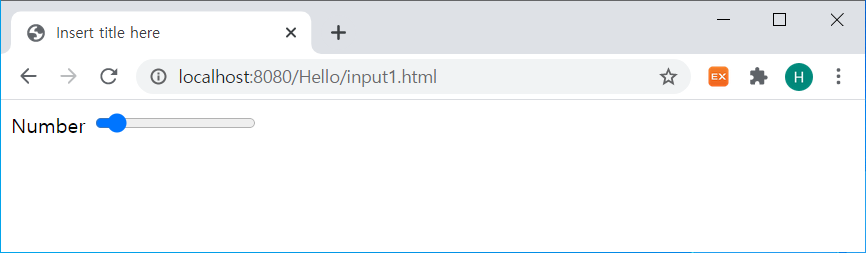 Insert title here
localhost:8080/Hello/input1.html
EX
H
Number